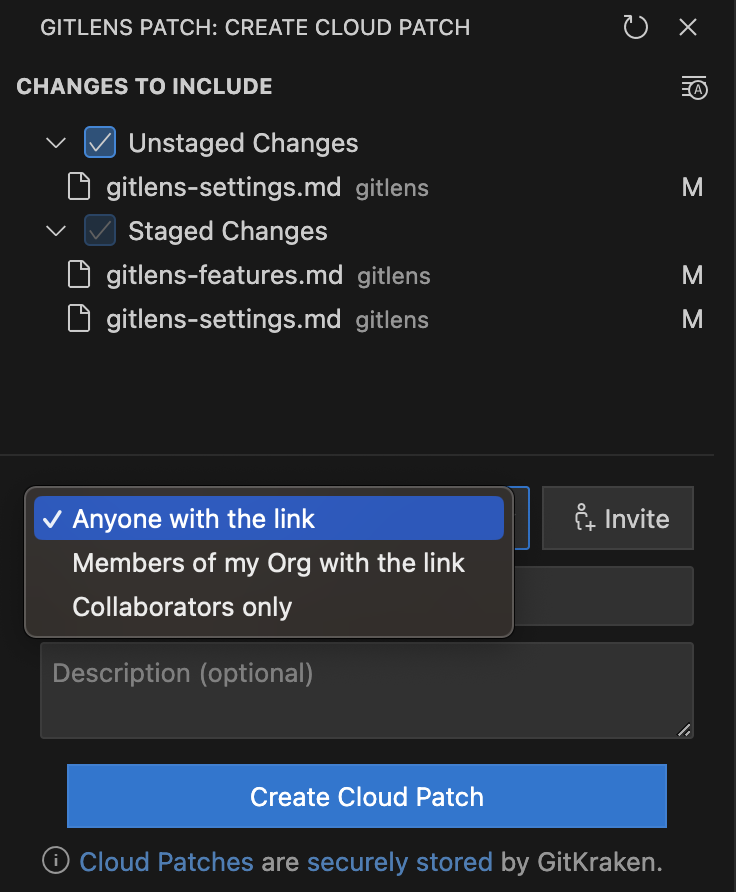 GITLENS PATCH: CREATE CLOUD PATCH
CHANGES TO INCLUDE
Unstaged Changes
gitlens-settings.md gitlens M
Staged Changes
gitlens-features.md gitlens M
gitlens-settings.md gitlens M
Anyone with the link
Invite
Members of my Org with the link
Collaborators only
Description (optional)
Create Cloud Patch
Cloud Patches are securely stored by GitKraken.